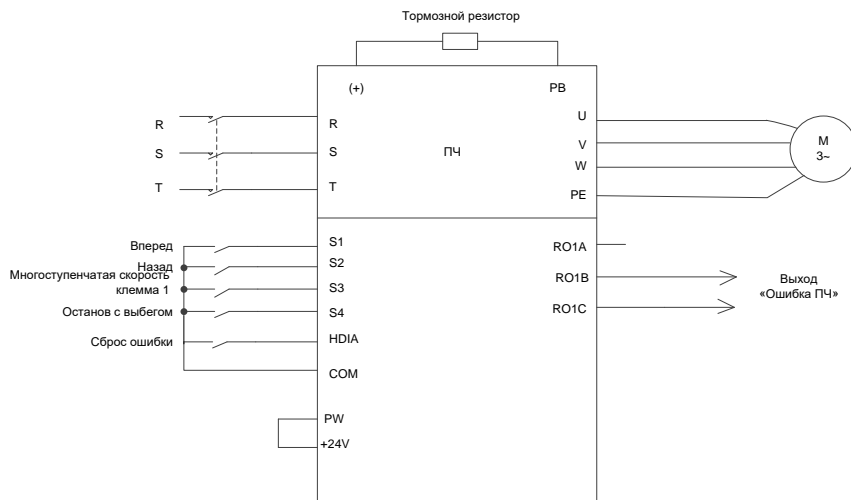 Тормозной резистор
(+)
PB
R
R
U
S
S
ПЧ
V
M
3~
W
T
T
PE
Вперед
S1
RO1A
Назад
S2
Многоступенчатая скорость
клемма 1
S3
RO1B
Выход
«Ошибка ПЧ»
Останов с выбегом
S4
RO1C
Сброс ошибки
HDIA
COM
PW
+24V